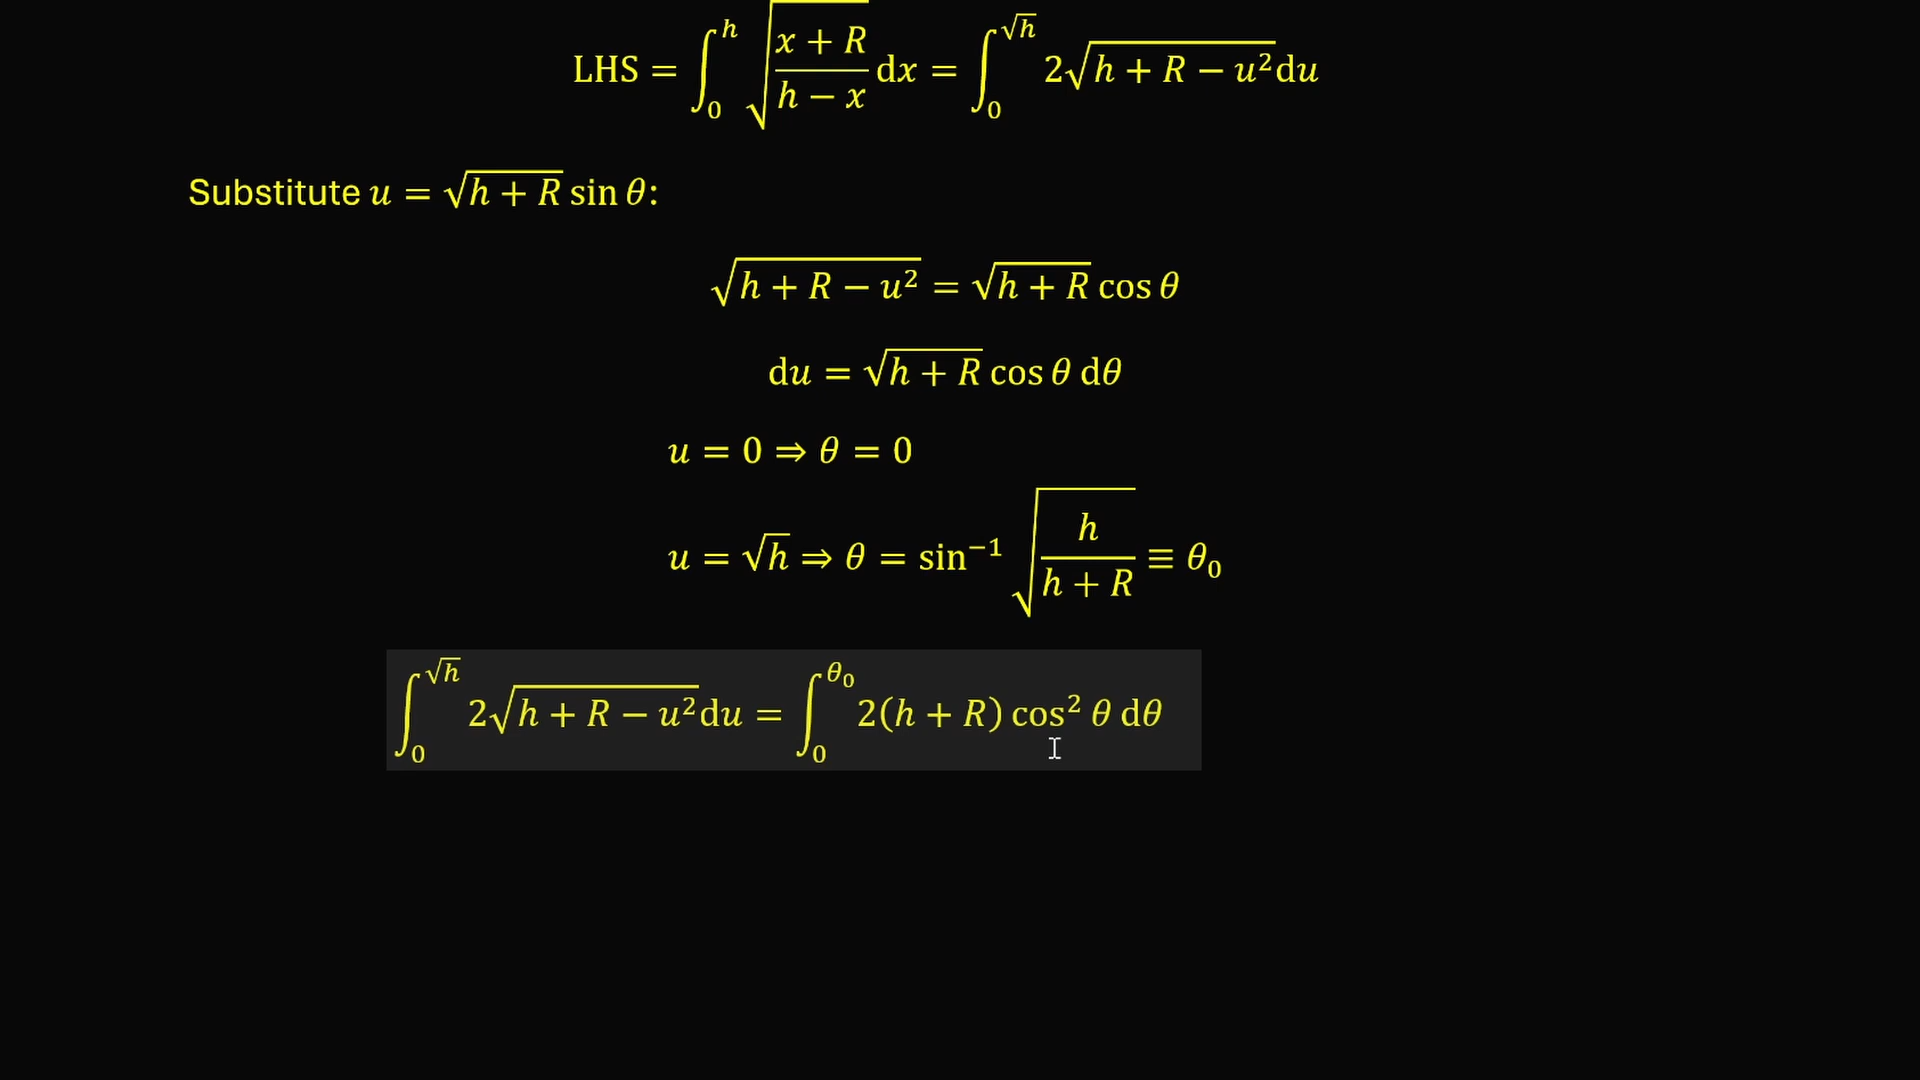 LHS = ∫₀ʰ √((x + R)/(h − x)) dx = ∫₀^√h 2√(h + R − u²)du
Substitute u = √(h + R) sin θ:
√(h + R − u²) = √(h + R) cos θ
du = √(h + R) cos θ dθ
u = 0 ⇒ θ = 0
u = √h ⇒ θ = sin⁻¹ √(h/(h + R)) ≡ θ₀
∫₀^√h 2√(h + R − u²)du = ∫₀^θ₀ 2(h + R) cos² θ dθ